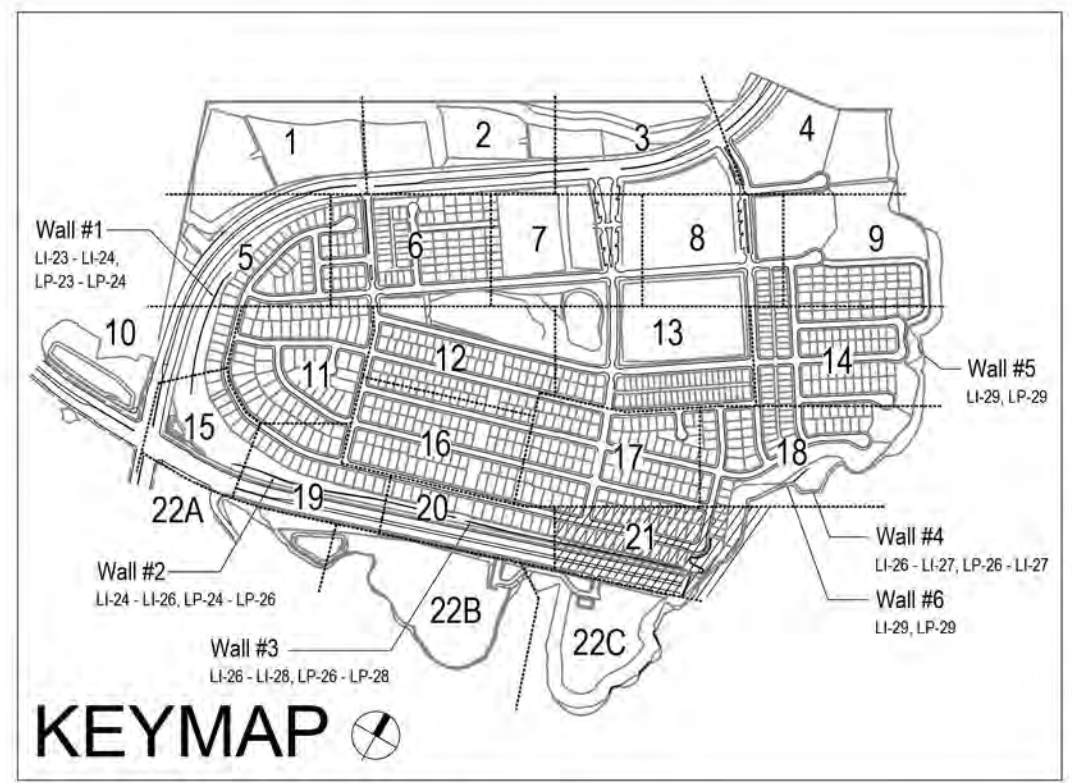 1
2
3
4
Wall #1
LI-23 - LI-24,
LP-23 - LP-24
5
6
7
8
9
10
11
12
13
14
Wall #5
LI-29, LP-29
15
16
17
18
19
20
21
22A
Wall #4
LI-26 - LI-27, LP-26 - LI-27
Wall #2
LI-24 - LI-26, LP-24 - LP-26
22B
Wall #6
LI-29, LP-29
22C
Wall #3
LI-26 - LI-28, LP-26 - LP-28
KEYMAP